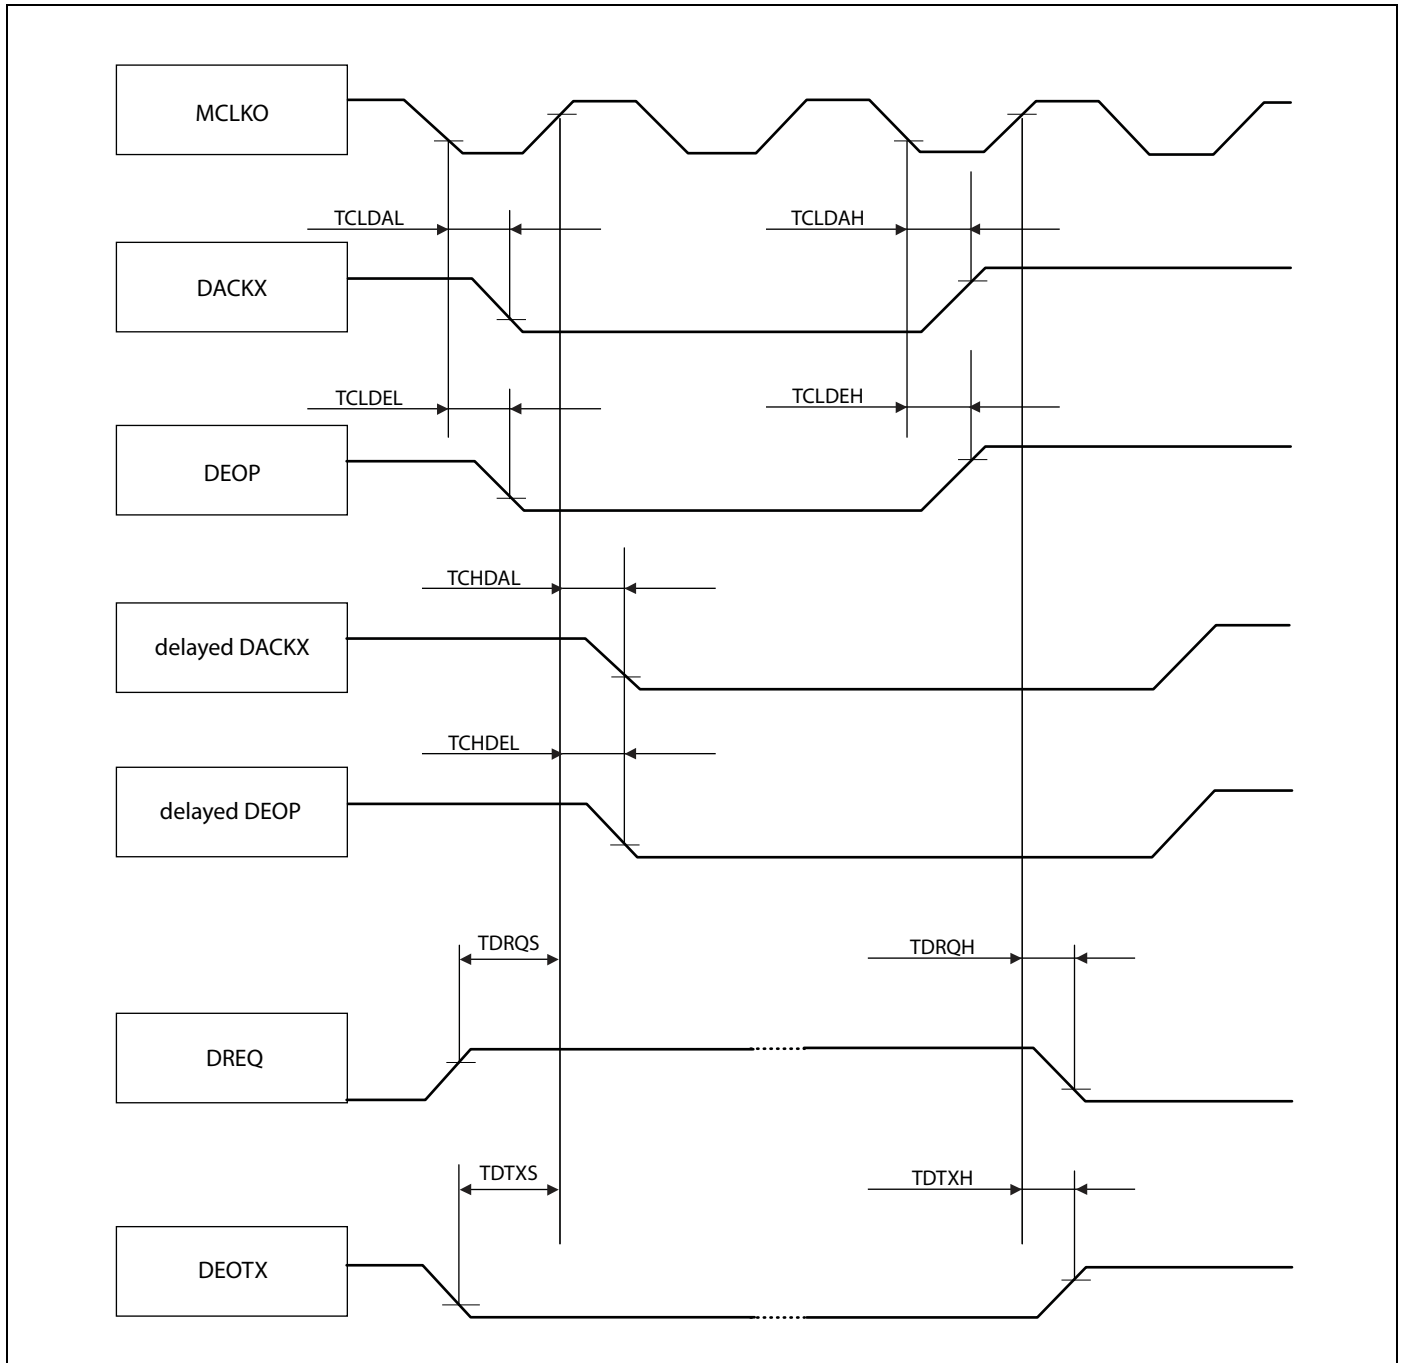 MCLKO
TCLDAL
TCLDAH
DACKX
TCLDEL
TCLDEH
DEOP
TCHDAL
delayed DACKX
TCHDEL
delayed DEOP
TDRQS
TDRQH
DREQ
TDTXS
TDTXH
DEOTX